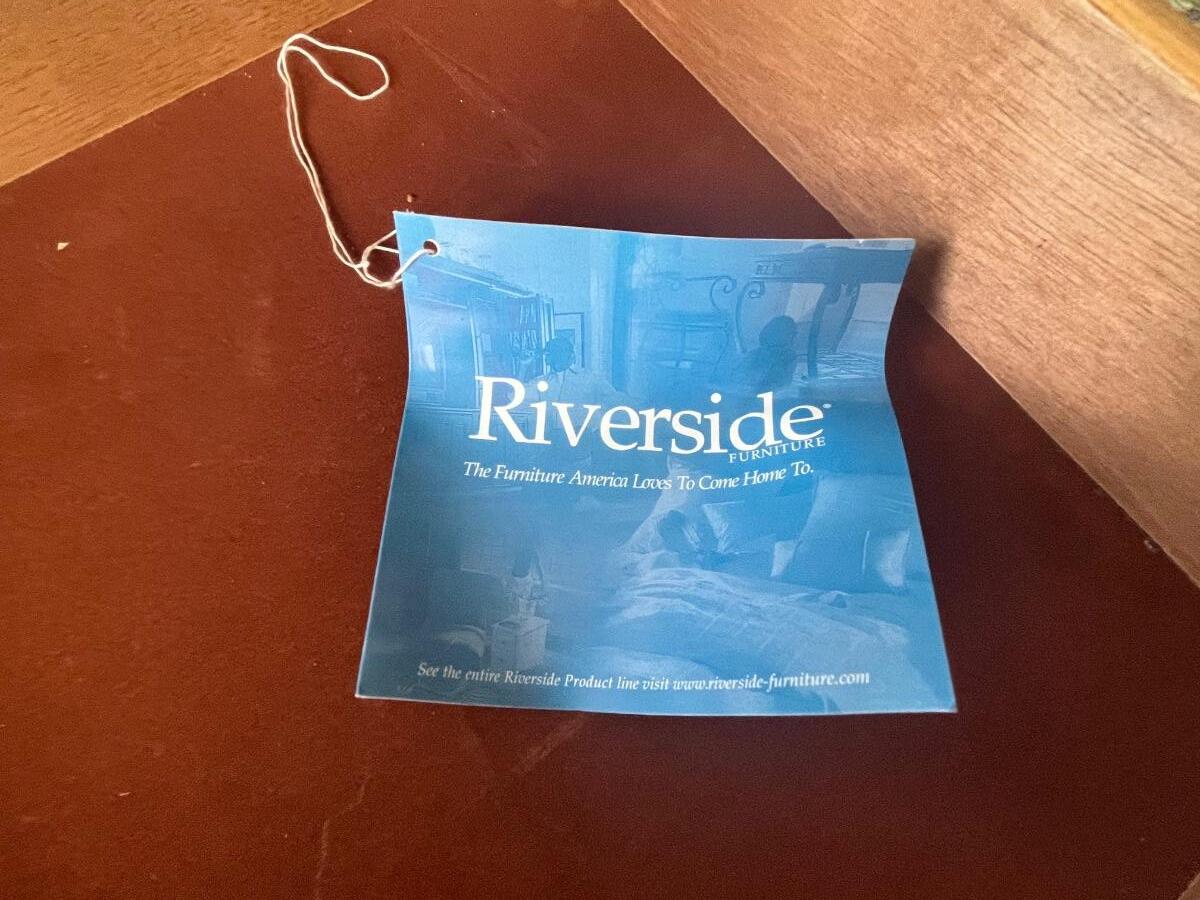 Riverside®
FURNITURE
The Furniture America Loves To Come Home To.
See the entire Riverside Product line visit www.riverside-furniture.com